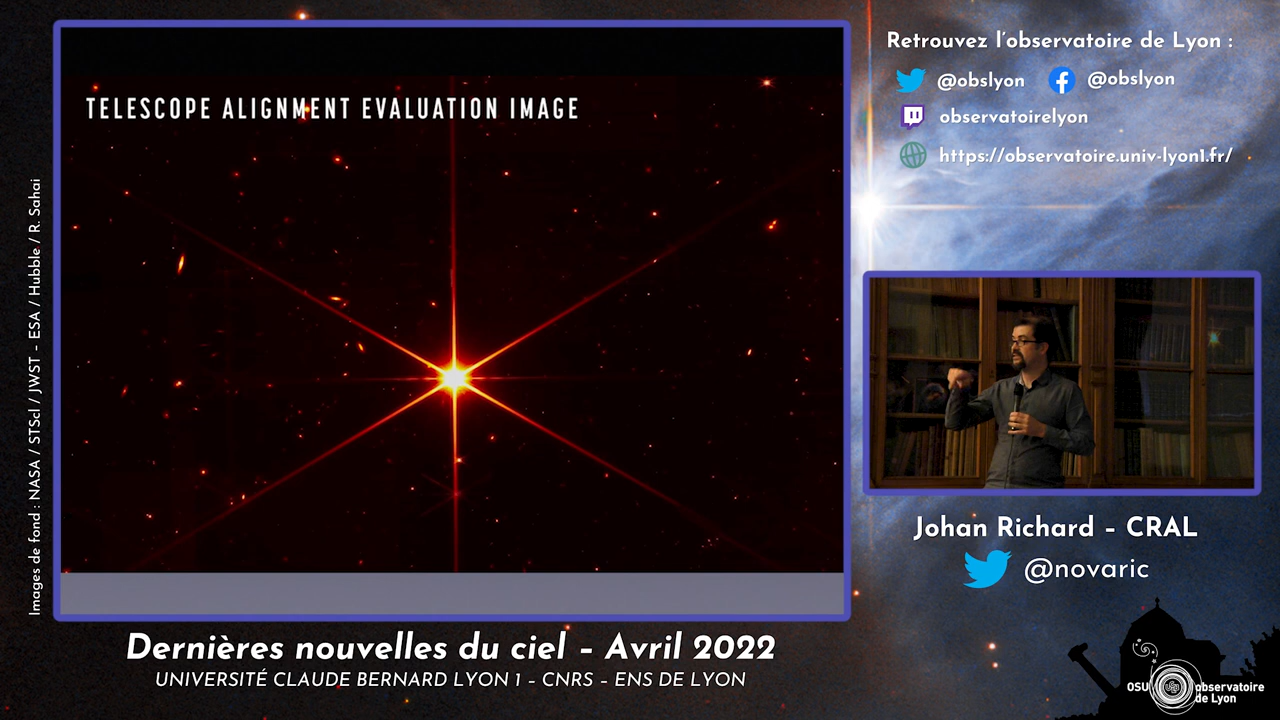 TELESCOPE ALIGNMENT EVALUATION IMAGE
Images de fond : NASA / STScI / JWST - ESA / Hubble / R. Sahai
Retrouvez l'observatoire de Lyon :
@obslyon @obslyon
observatoirelyon
https://observatoire.univ-lyon1.fr/
Johan Richard - CRAL
@novaric
Dernières nouvelles du ciel - Avril 2022
UNIVERSITÉ CLAUDE BERNARD LYON 1 - CNRS - ENS DE LYON
OSU observatoire
de Lyon